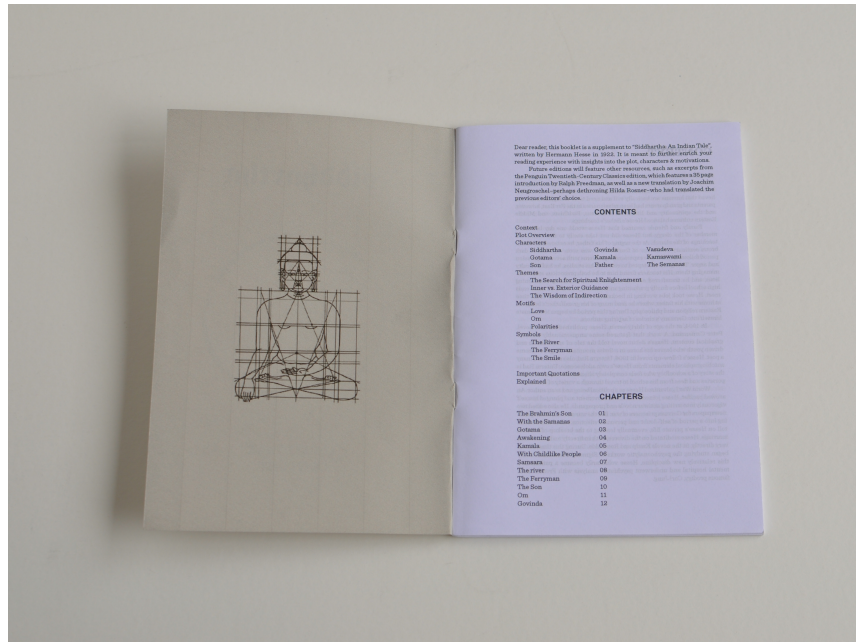 Dear reader, this booklet is a supplement to "Siddhartha: An Indian Tale",
written by Hermann Hesse in 1922. It is meant to further enrich your
reading experience with insights into the plot, characters & motivations.
Future editions will feature other resources, such as excerpts from
the Penguin Twentieth-Century Classics edition, which features a 35 page
introduction by Ralph Freedman, as well as a new translation by Joachim
Neugroschel–perhaps dethroning Hilda Rosner–who had translated the
previous editors' choice.
CONTENTS
Context
Plot Overview
Characters
Siddhartha Govinda Vasudeva
Gotama Kamala Kamaswami
Son Father The Semanas
Themes
The Search for Spiritual Enlightenment
Inner vs. Exterior Guidance
The Wisdom of Indirection
Motifs
Love
Om
Polarities
Symbols
The River
The Ferryman
The Smile
Important Quotations
Explained
CHAPTERS
The Brahmin's Son 01
With the Samanas 02
Gotama 03
Awakening 04
Kamala 05
With Childlike People 06
Samsara 07
The river 08
The Ferryman 09
The Son 10
Om 11
Govinda 12